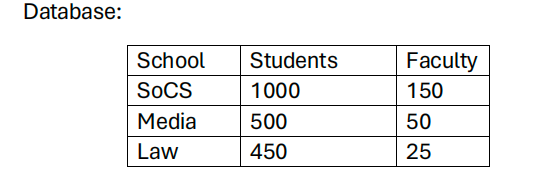 Database:
School Students Faculty
SoCS 1000 150
Media 500 50
Law 450 25